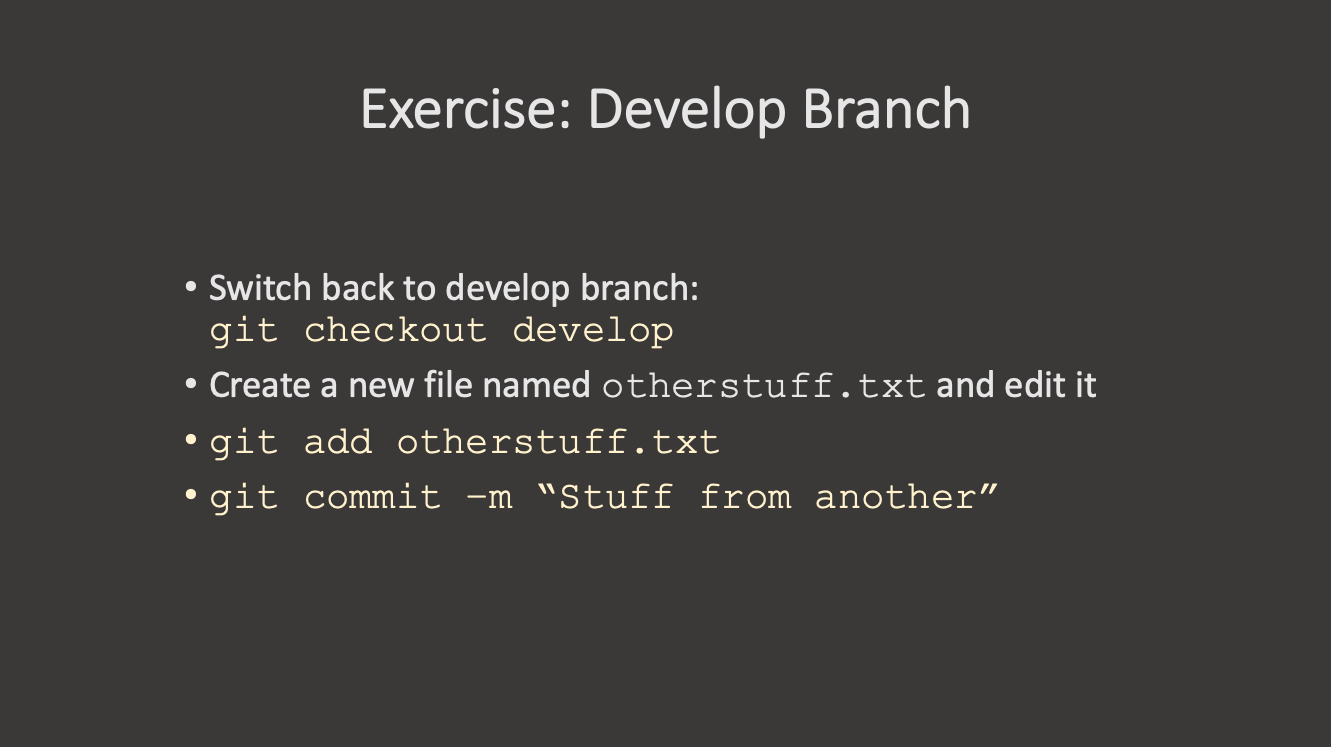 Exercise: Develop Branch
• Switch back to develop branch:
git checkout develop
• Create a new file named otherstuff.txt and edit it
• git add otherstuff.txt
• git commit –m “Stuff from another”